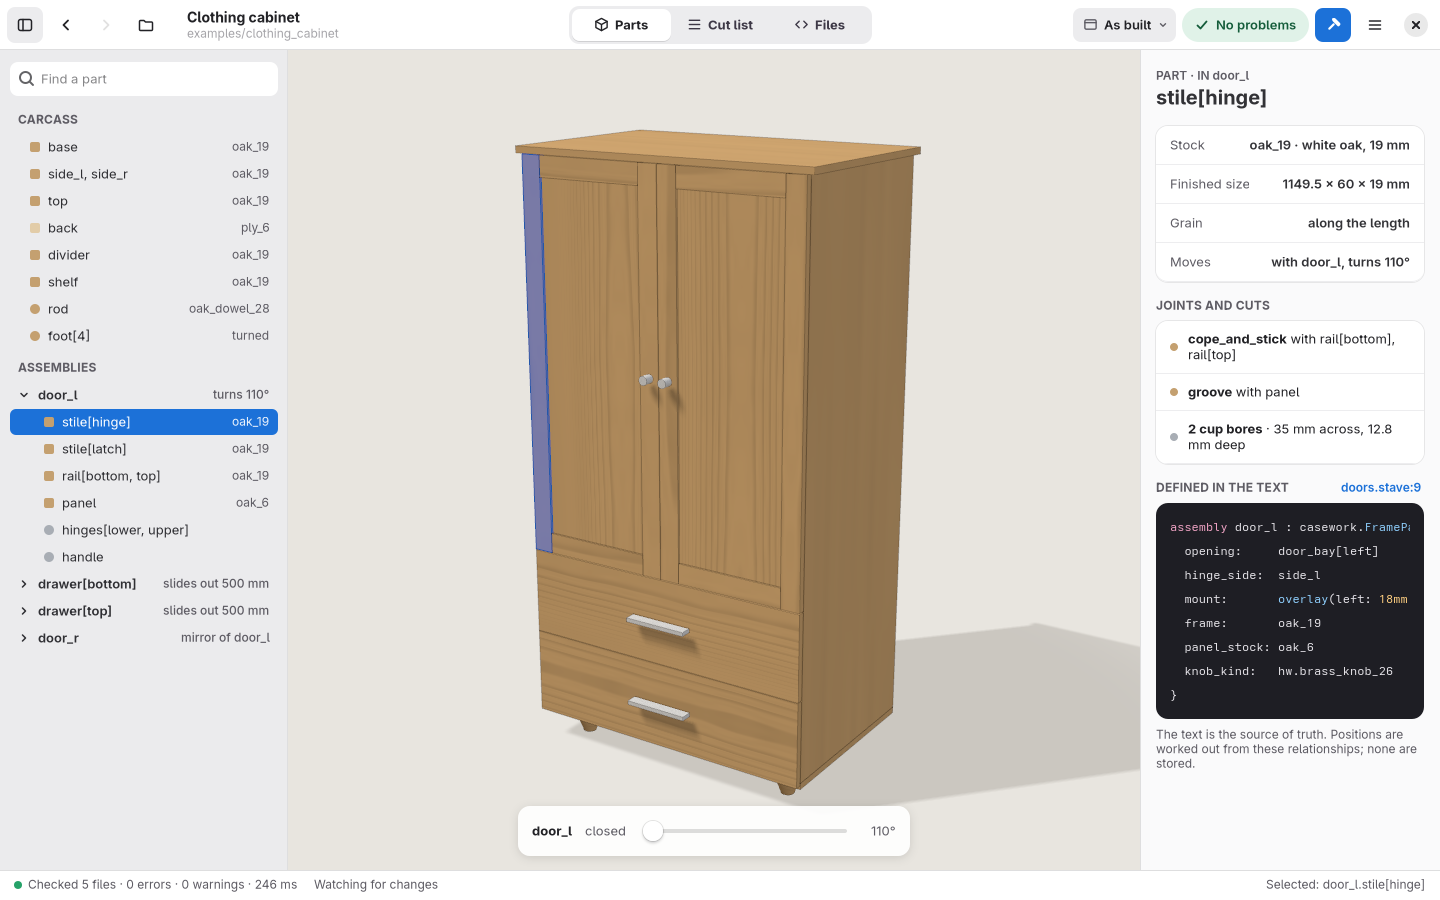 Clothing cabinet
examples/clothing_cabinet
Parts
Cut list
Files
As built
No problems
Find a part
CARCASS
base oak_19
side_l, side_r oak_19
top oak_19
back ply_6
divider oak_19
shelf oak_19
rod oak_dowel_28
foot[4] turned
ASSEMBLIES
door_l turns 110°
stile[hinge] oak_19
stile[latch] oak_19
rail[bottom, top] oak_19
panel oak_6
hinges[lower, upper]
handle
drawer[bottom] slides out 500 mm
drawer[top] slides out 500 mm
door_r mirror of door_l
door_l closed 110°
PART · IN door_l
stile[hinge]
Stock oak_19 · white oak, 19 mm
Finished size 1149.5 × 60 × 19 mm
Grain along the length
Moves with door_l, turns 110°
JOINTS AND CUTS
cope_and_stick with rail[bottom],
rail[top]
groove with panel
2 cup bores · 35 mm across, 12.8
mm deep
DEFINED IN THE TEXT doors.stave:9
assembly door_l : casework.FrameP
opening: door_bay[left]
hinge_side: side_l
mount: overlay(left: 18mm
frame: oak_19
panel_stock: oak_6
knob_kind: hw.brass_knob_26
}
The text is the source of truth. Positions are
worked out from these relationships; none are
stored.
Checked 5 files · 0 errors · 0 warnings · 246 ms Watching for changes
Selected: door_l.stile[hinge]